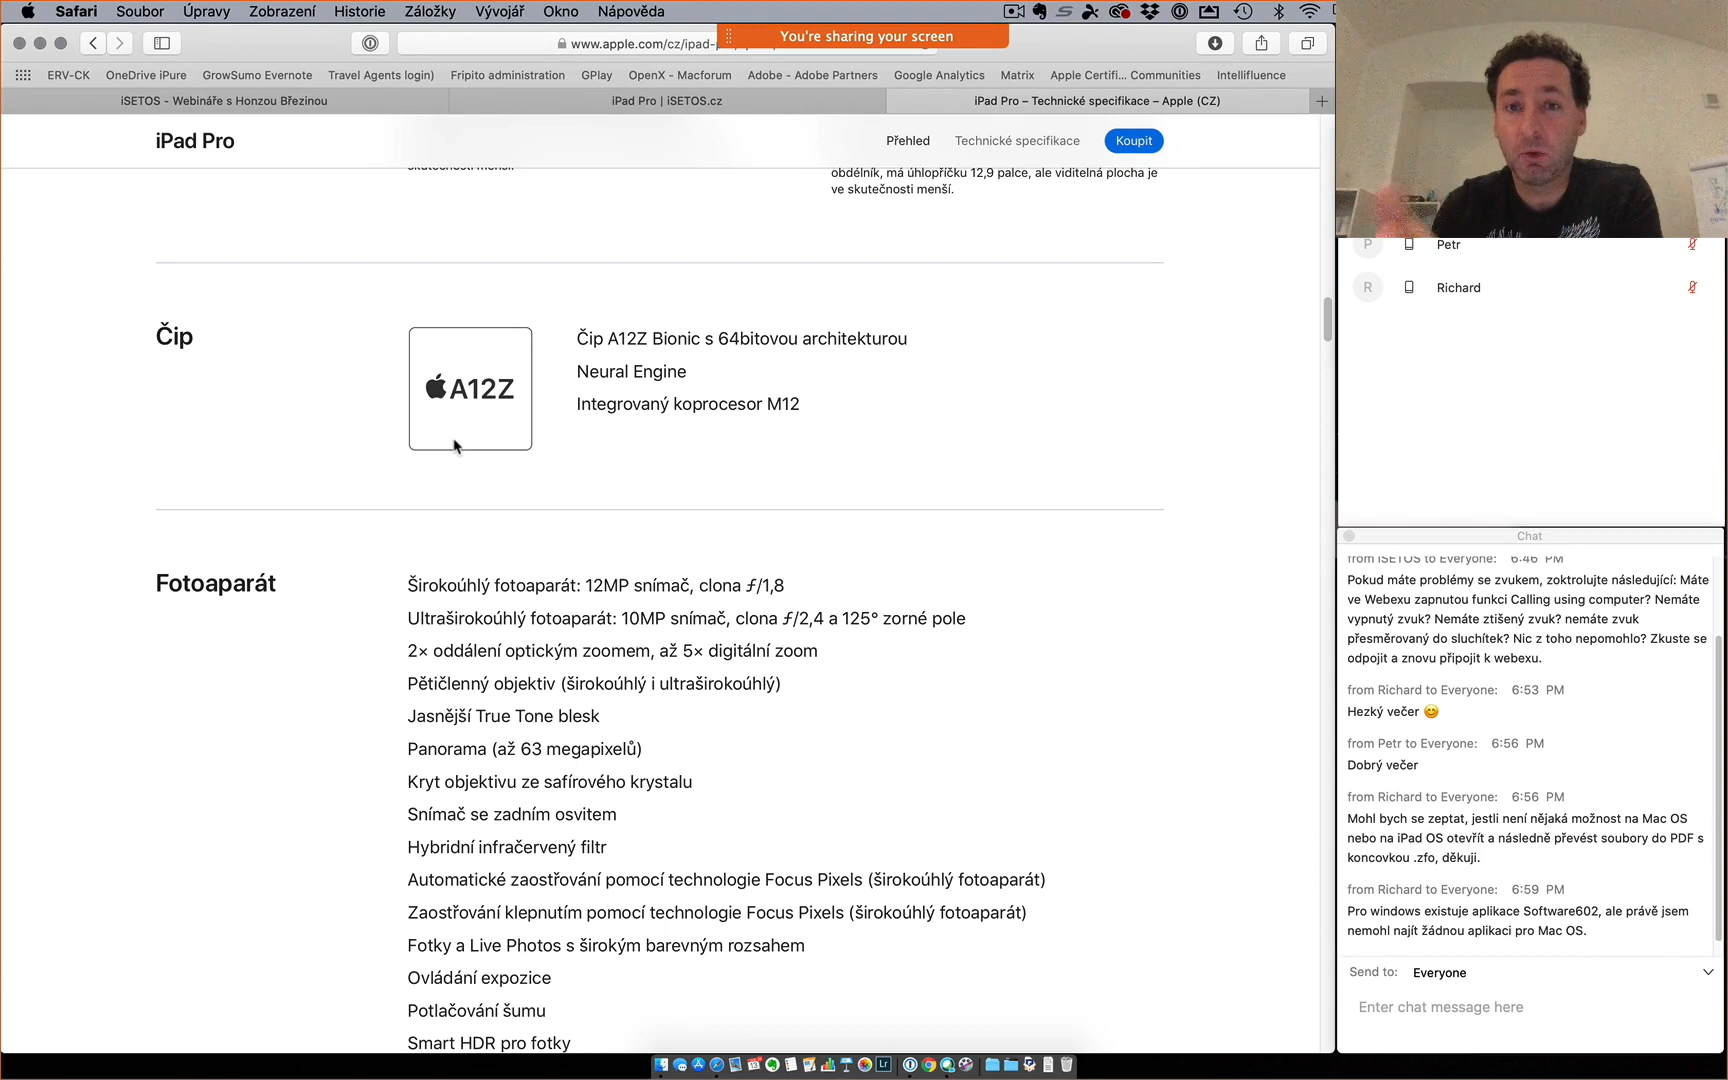 Safari Soubor Úpravy Zobrazení Historie Záložky Vývojář Okno Nápověda
www.apple.com/cz/ipad-
You're sharing your screen
ERV-CK OneDrive iPure GrowSumo Evernote Travel Agents login) Fripito administration GPlay OpenX - Macforum Adobe - Adobe Partners Google Analytics Matrix Apple Certifi... Communities Intellifluence
iSETOS - Webináře s Honzou Březinou
iPad Pro | iSETOS.cz
iPad Pro – Technické specifikace – Apple (CZ)
iPad Pro
Přehled Technické specifikace Koupit
skutečnosti menší.
obdélník, má úhlopříčku 12,9 palce, ale viditelná plocha je
ve skutečnosti menší.
Čip
A12Z
Čip A12Z Bionic s 64bitovou architekturou
Neural Engine
Integrovaný koprocesor M12
Fotoaparát
Širokoúhlý fotoaparát: 12MP snímač, clona ƒ/1,8
Ultraširokoúhlý fotoaparát: 10MP snímač, clona ƒ/2,4 a 125° zorné pole
2× oddálení optickým zoomem, až 5× digitální zoom
Pětičlenný objektiv (širokoúhlý i ultraširokoúhlý)
Jasnější True Tone blesk
Panorama (až 63 megapixelů)
Kryt objektivu ze safírového krystalu
Snímač se zadním osvitem
Hybridní infračervený filtr
Automatické zaostřování pomocí technologie Focus Pixels (širokoúhlý fotoaparát)
Zaostřování klepnutím pomocí technologie Focus Pixels (širokoúhlý fotoaparát)
Fotky a Live Photos s širokým barevným rozsahem
Ovládání expozice
Potlačování šumu
Smart HDR pro fotky
P Petr
R Richard
Chat
from iSETOS to Everyone: 6:46 PM
Pokud máte problémy se zvukem, zoktrolujte následující: Máte
ve Webexu zapnutou funkci Calling using computer? Nemáte
vypnutý zvuk? Nemáte ztišený zvuk? nemáte zvuk
přesměrovaný do sluchítek? Nic z toho nepomohlo? Zkuste se
odpojit a znovu připojit k webexu.
from Richard to Everyone: 6:53 PM
Hezký večer 😊
from Petr to Everyone: 6:56 PM
Dobrý večer
from Richard to Everyone: 6:56 PM
Mohl bych se zeptat, jestli není nějaká možnost na Mac OS
nebo na iPad OS otevřít a následně převést soubory do PDF s
koncovkou .zfo, děkuji.
from Richard to Everyone: 6:59 PM
Pro windows existuje aplikace Software602, ale právě jsem
nemohl najít žádnou aplikaci pro Mac OS.
Send to: Everyone
Enter chat message here